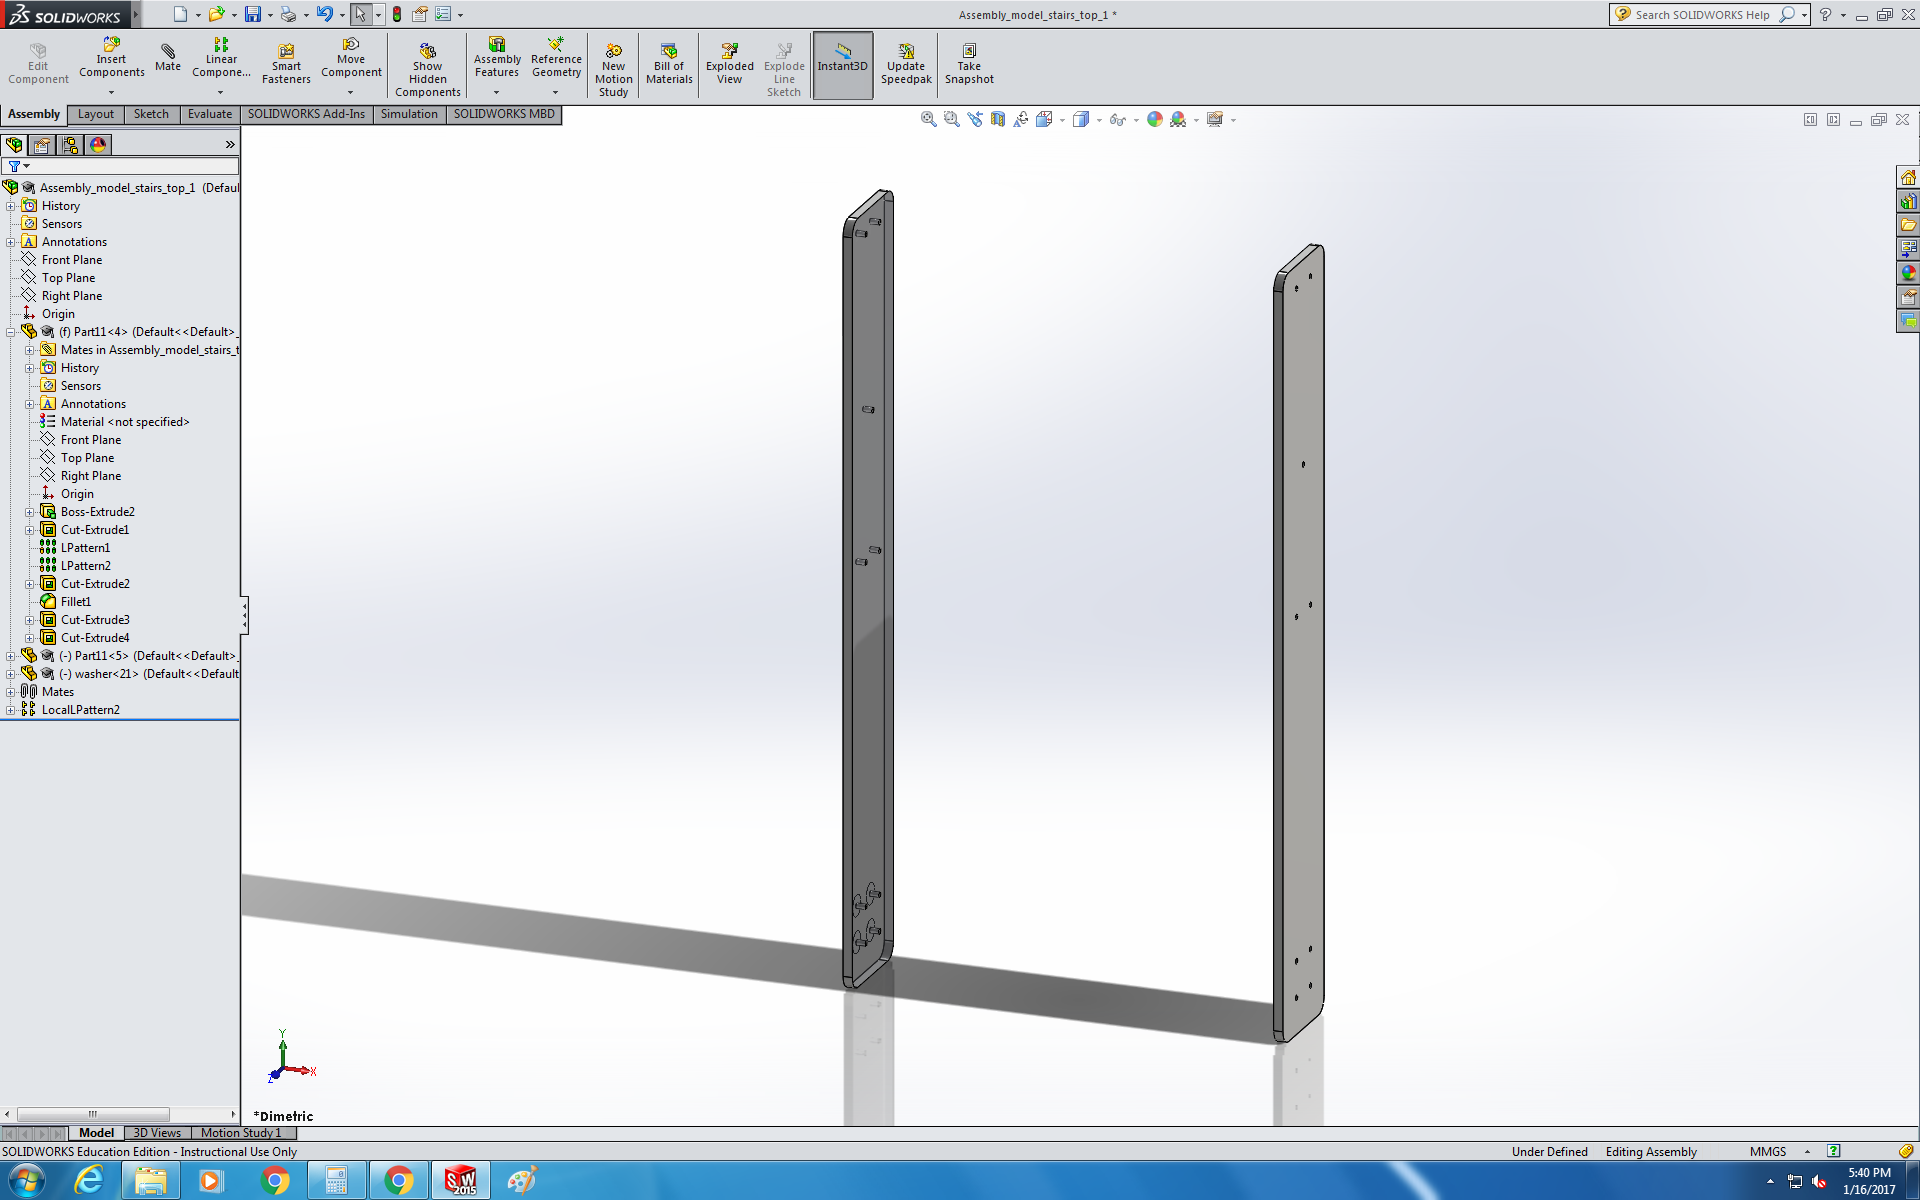 SOLIDWORKS
Assembly_model_stairs_top_1 *
Search SOLIDWORKS Help
Edit Component
Insert Components
Mate
Linear Compone...
Smart Fasteners
Move Component
Show Hidden Components
Assembly Features
Reference Geometry
New Motion Study
Bill of Materials
Exploded View
Explode Line Sketch
Instant3D
Update Speedpak
Take Snapshot
Assembly Layout Sketch Evaluate SOLIDWORKS Add-Ins Simulation SOLIDWORKS MBD
Assembly_model_stairs_top_1 (Defaul
History
Sensors
Annotations
Front Plane
Top Plane
Right Plane
Origin
(f) Part11<4> (Default<<Default>_
Mates in Assembly_model_stairs_t
History
Sensors
Annotations
Material <not specified>
Front Plane
Top Plane
Right Plane
Origin
Boss-Extrude2
Cut-Extrude1
LPattern1
LPattern2
Cut-Extrude2
Fillet1
Cut-Extrude3
Cut-Extrude4
(-) Part11<5> (Default<<Default>_
(-) washer<21> (Default<<Default
Mates
LocalLPattern2
Y
X
Z
*Dimetric
Model 3D Views Motion Study 1
SOLIDWORKS Education Edition - Instructional Use Only
Under Defined Editing Assembly MMGS
SW 2015
5:40 PM
1/16/2017